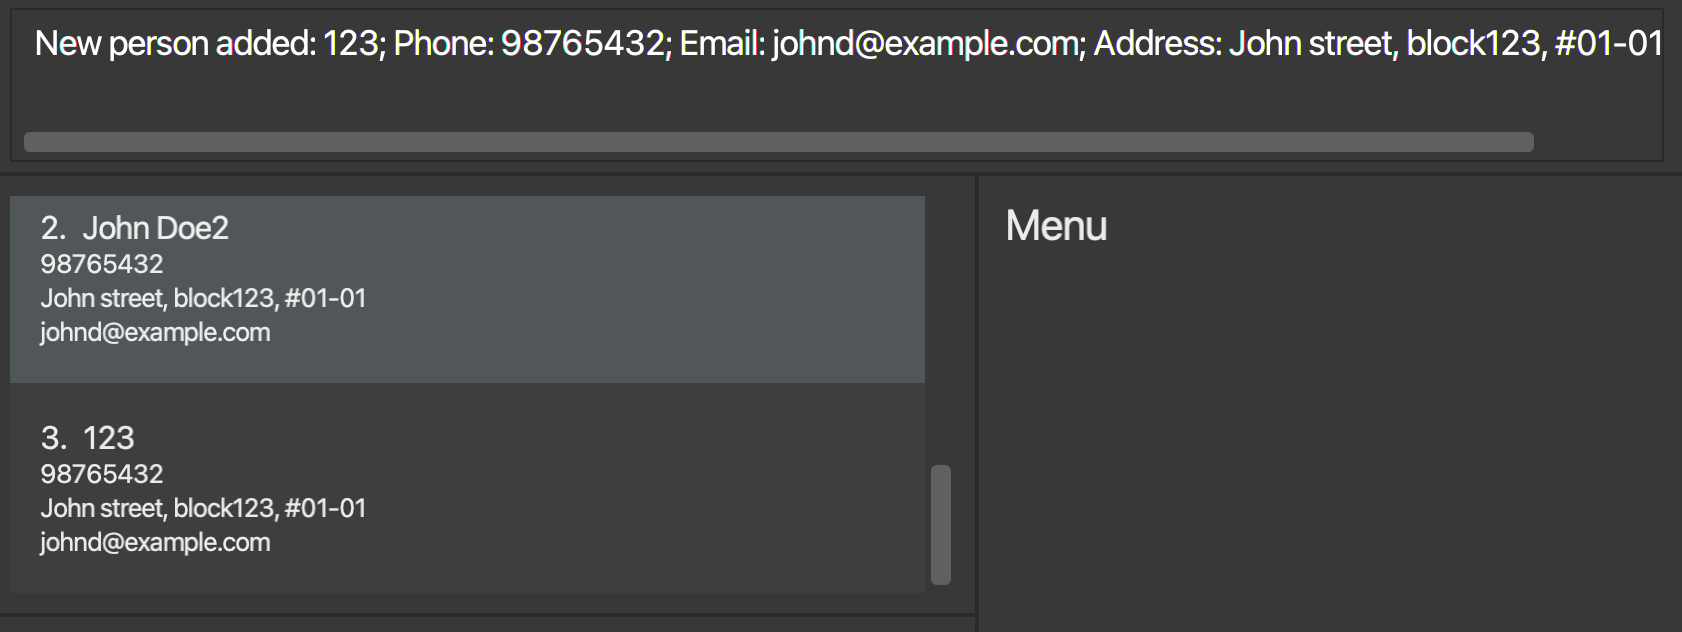 New person added: 123; Phone: 98765432; Email: johnd@example.com; Address: John street, block123, #01-01
2. John Doe2
98765432
John street, block123, #01-01
johnd@example.com
3. 123
98765432
John street, block123, #01-01
johnd@example.com
Menu